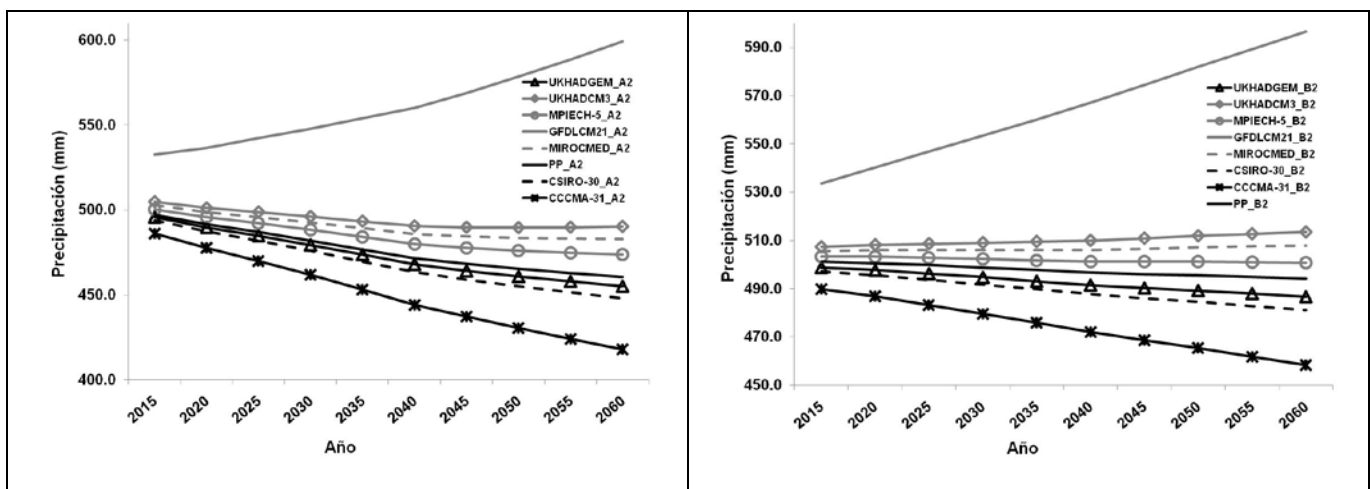 600.0
550.0
500.0
450.0
400.0
Precipitación (mm)
UKHADGEM_A2
UKHADCM3_A2
MPIECH-5_A2
GFDLCM21_A2
MIROCMED_A2
PP_A2
CSIRO-30_A2
CCCMA-31_A2
2015 2020 2025 2030 2035 2040 2045 2050 2055 2060
Año
590.0
570.0
550.0
530.0
510.0
490.0
470.0
450.0
Precipitación (mm)
UKHADGEM_B2
UKHADCM3_B2
MPIECH-5_B2
GFDLCM21_B2
MIROCMED_B2
CSIRO-30_B2
CCCMA-31_B2
PP_B2
2015 2020 2025 2030 2035 2040 2045 2050 2055 2060
Año